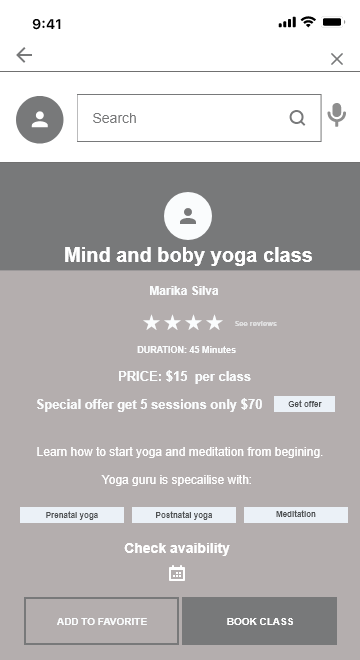 9:41
Search
Mind and boby yoga class
Marika Silva
See reviews
DURATION: 45 Minutes
PRICE: $15 per class
Special offer get 5 sessions only $70 Get offer
Learn how to start yoga and meditation from begining.
Yoga guru is specailise with:
Prenatal yoga Postnatal yoga Meditation
Check avaibility
ADD TO FAVORITE BOOK CLASS